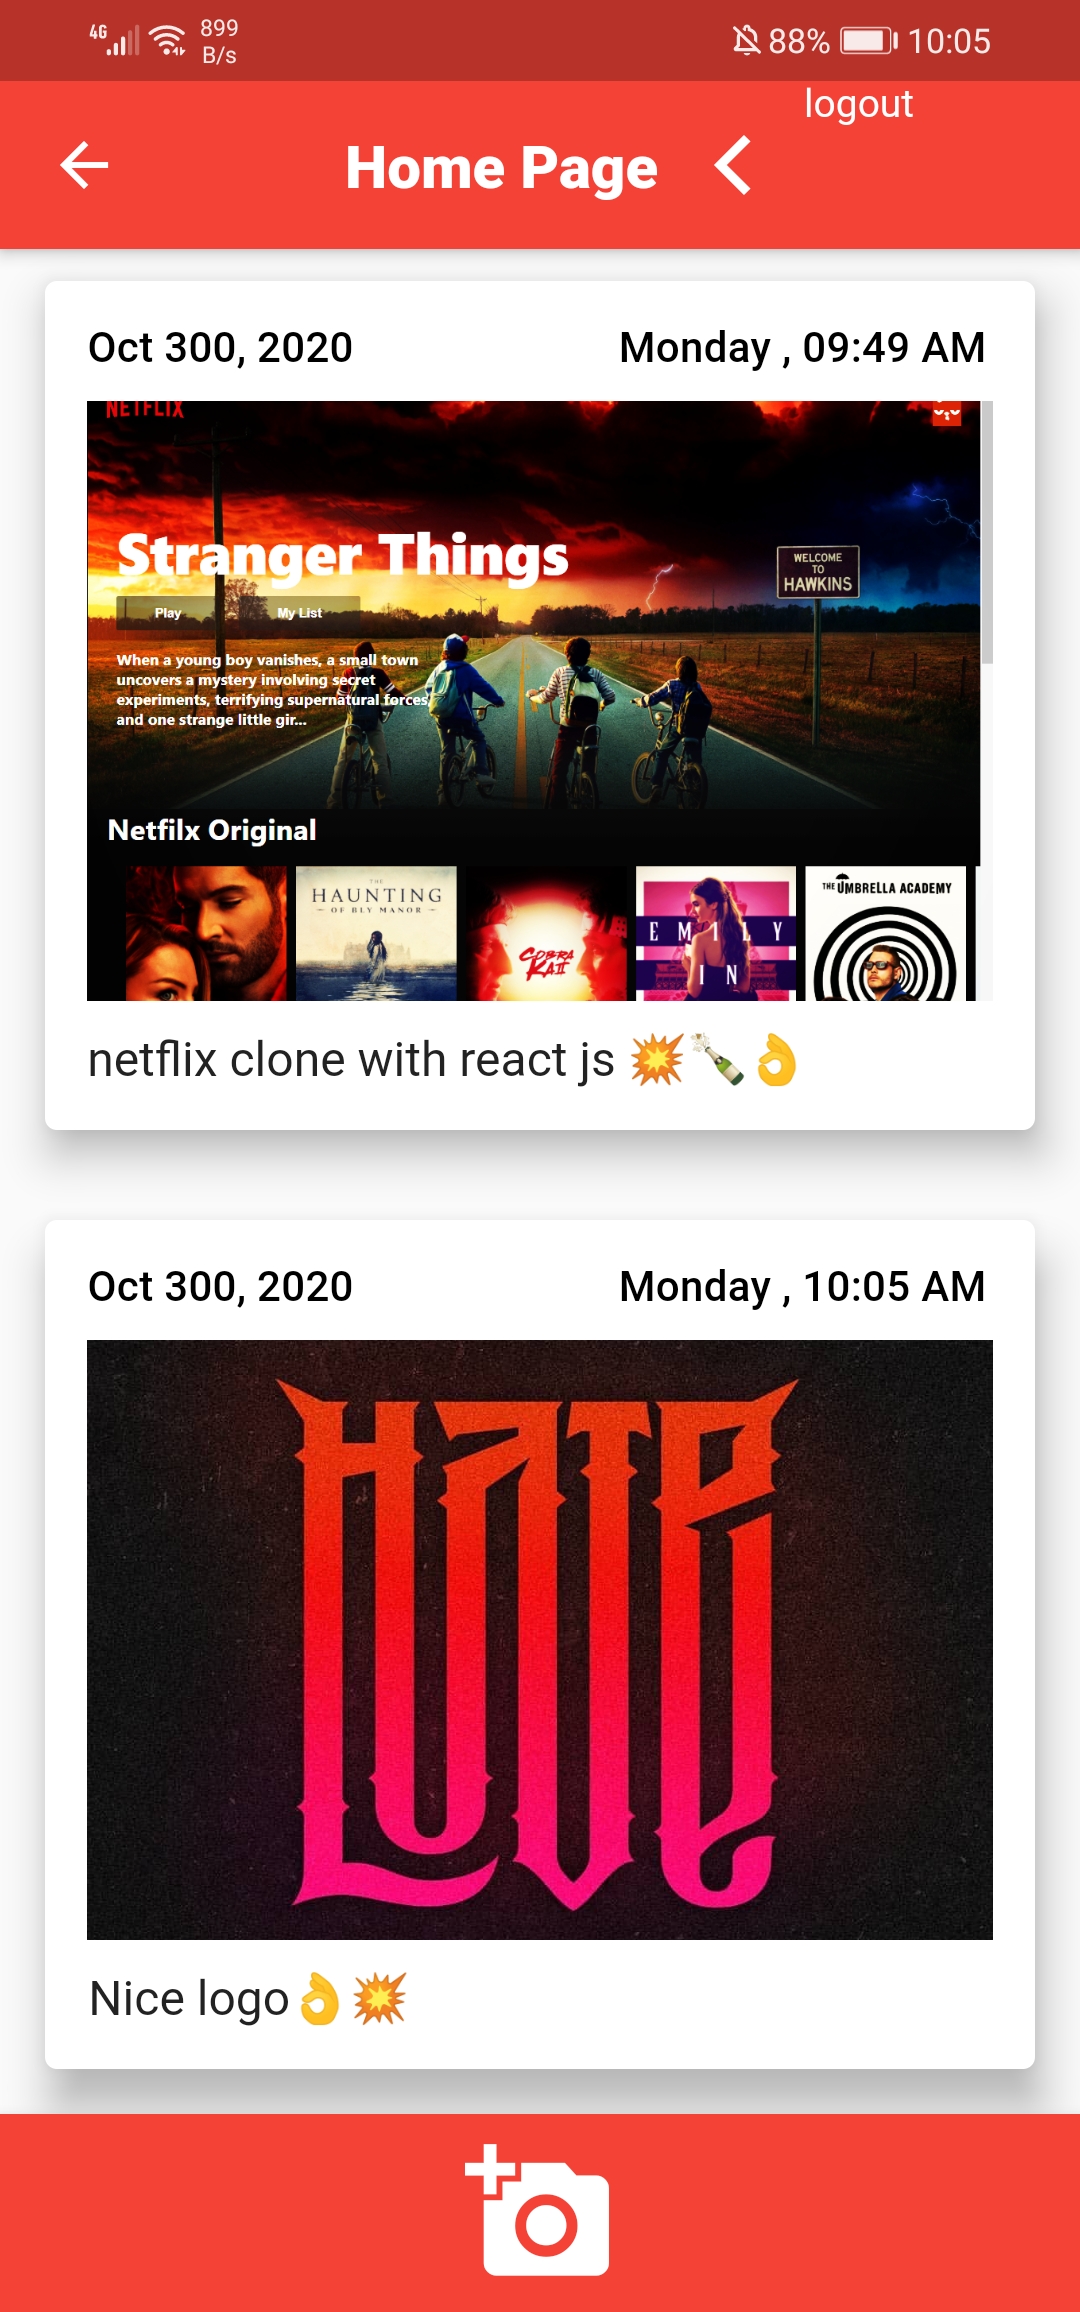 4G 899 B/s 88% 10:05
logout
Home Page
Oct 300, 2020 Monday , 09:49 AM
NETFLIX
Stranger Things
WELCOME
TO
HAWKINS
Play My List
When a young boy vanishes, a small town
uncovers a mystery involving secret
experiments, terrifying supernatural forces,
and one strange little gir...
Netfilx Original
THE
HAUNTING
OF BLY MANOR
COBRA
KAII
EMILY
IN
THE UMBRELLA ACADEMY
netflix clone with react js 💥🍾👌
Oct 300, 2020 Monday , 10:05 AM
HATE
LOVE
Nice logo👌💥